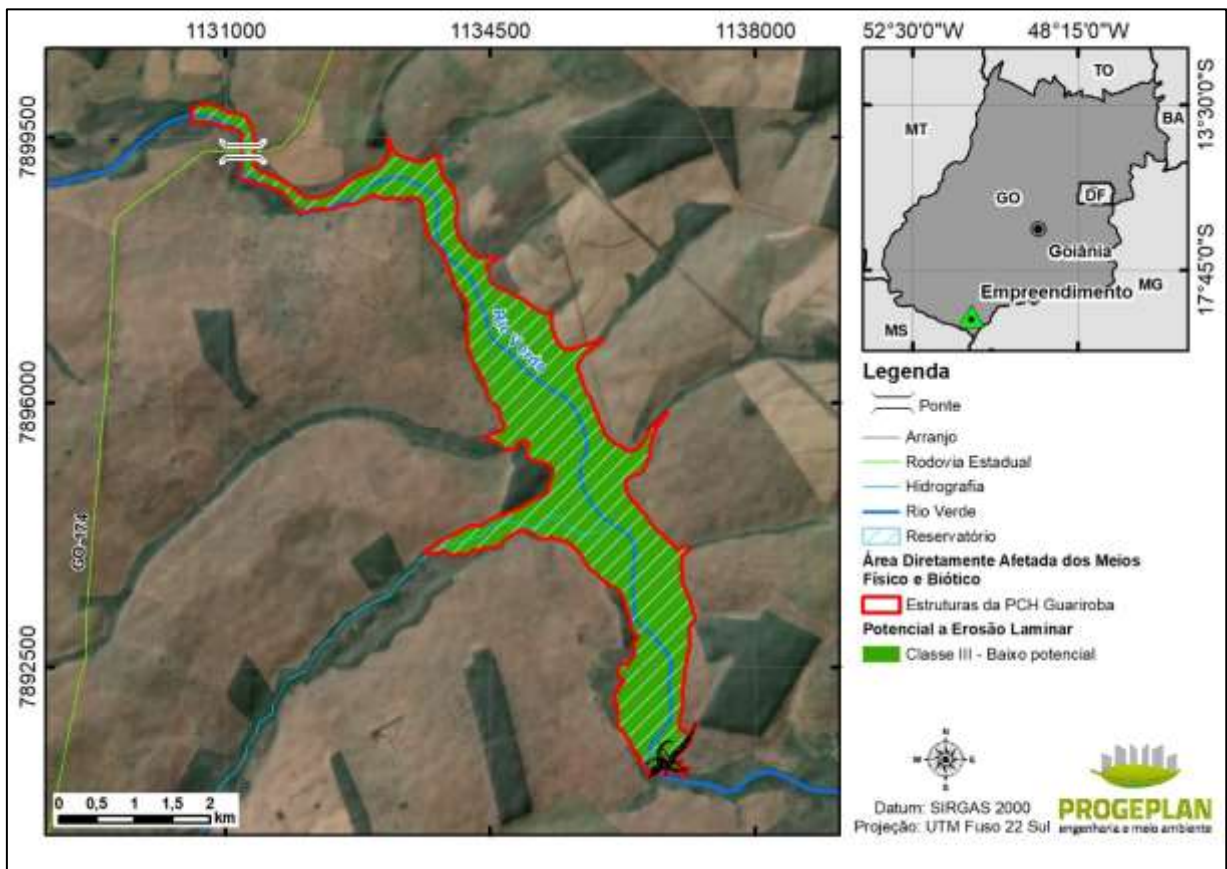 1131000
1134500
1138000
52°30'0"W
48°15'0"W
7899500
7896000
7892500
13°30'0"S
17°45'0"S
Rio Verde
GO-174
0 0,5 1 1,5 2
km
TO
BA
MT
GO
DF
Goiânia
MG
Empreendimento
MS
Legenda
Ponte
Arranjo
Rodovia Estadual
Hidrografia
Rio Verde
Reservatório
Área Diretamente Afetada dos Meios
Físico e Biótico
Estruturas da PCH Guariroba
Potencial a Erosão Laminar
Classe III - Baixo potencial
N
W
E
S
Datum: SIRGAS 2000
Projeção: UTM Fuso 22 Sul
PROGEPLAN
engenharia e meio ambiente